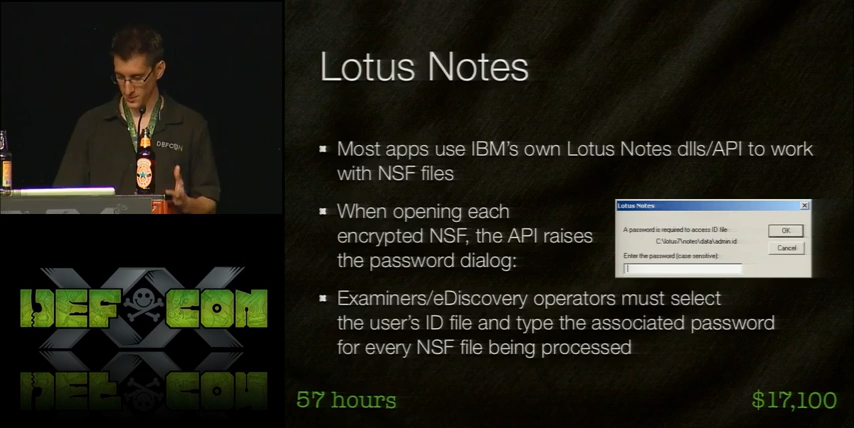 DEFCON
Lotus Notes
Most apps use IBM's own Lotus Notes dlls/API to work
with NSF files
When opening each
encrypted NSF, the API raises
the password dialog:
Lotus Notes
A password is required to access ID file:
C:\lotus7\notes\data\admin.id
Enter the password (case sensitive):
OK
Cancel
Examiners/eDiscovery operators must select
the user's ID file and type the associated password
for every NSF file being processed
57 hours
$17,100
DEF CON
XX